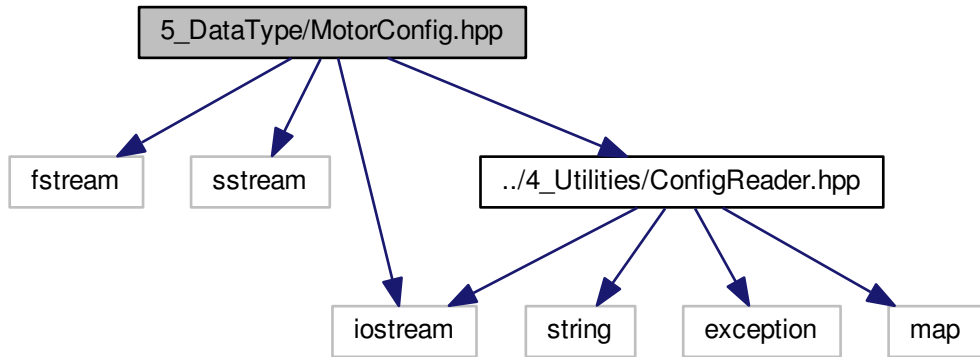 5_DataType/MotorConfig.hpp
fstream
sstream
../4_Utilities/ConfigReader.hpp
iostream
string
exception
map